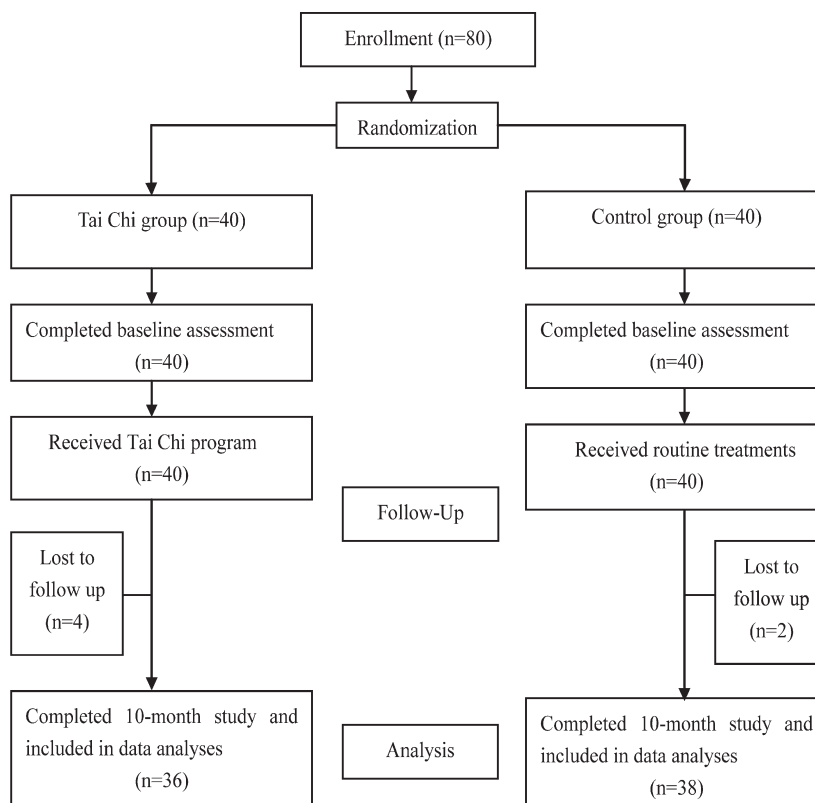 Enrollment (n=80)
Randomization
Tai Chi group (n=40)
Control group (n=40)
Completed baseline assessment
(n=40)
Completed baseline assessment
(n=40)
Received Tai Chi program
(n=40)
Received routine treatments
(n=40)
Follow-Up
Lost to
follow up
(n=4)
Lost to
follow up
(n=2)
Completed 10-month study and
included in data analyses
(n=36)
Analysis
Completed 10-month study and
included in data analyses
(n=38)